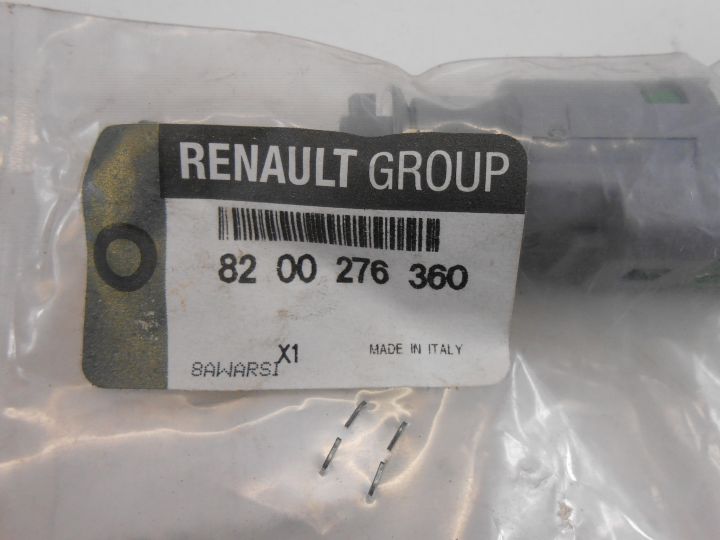 RENAULT GROUP
82 00 276 360
X1 MADE IN ITALY
8AWARSI